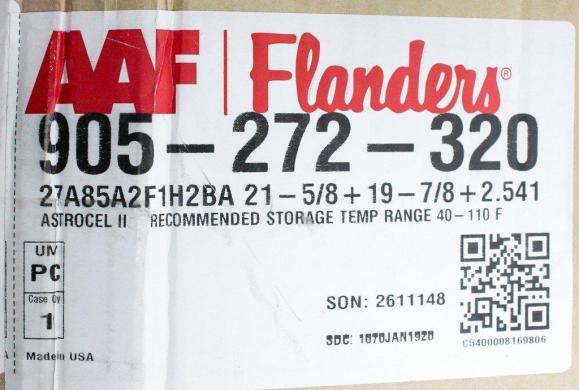 AAF | Flanders®
905-272-320
27A85A2F1H2BA 21-5/8+19-7/8+2.541
ASTROCEL II RECOMMENDED STORAGE TEMP RANGE 40-110 F
UM
PC
Case Qy
1
SON: 2611148
SDC: 1070JAN1920
Made in USA
C5400008169806